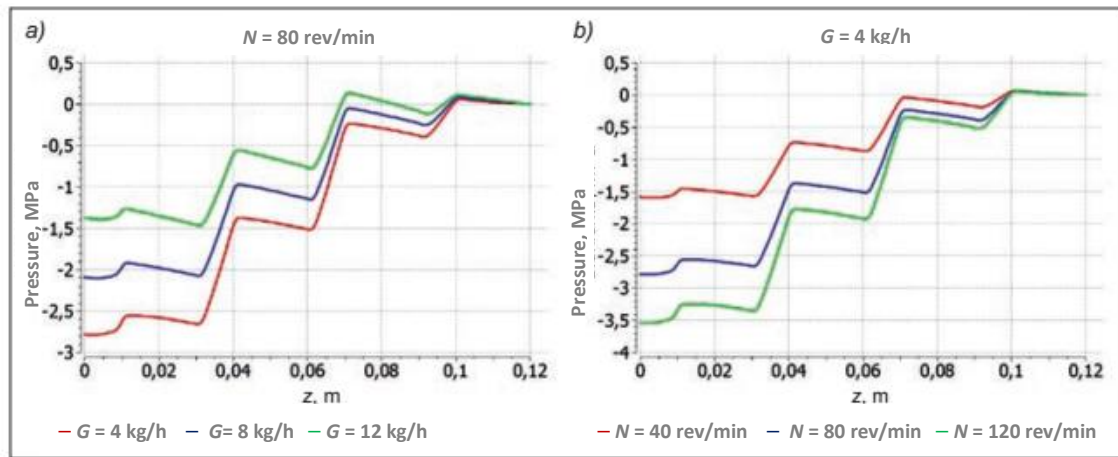 a)
N = 80 rev/min
0,5
0
-0,5
-1
-1,5
-2
-2,5
-3
Pressure, MPa
0 0,02 0,04 0,06 0,08 0,1 0,12
z, m
G = 4 kg/h G= 8 kg/h G = 12 kg/h
b)
G = 4 kg/h
0,5
0
-0,5
-1
-1,5
-2
-2,5
-3
-3,5
-4
Pressure, MPa
0 0,02 0,04 0,06 0,08 0,1 0,12
z, m
N = 40 rev/min N = 80 rev/min N = 120 rev/min